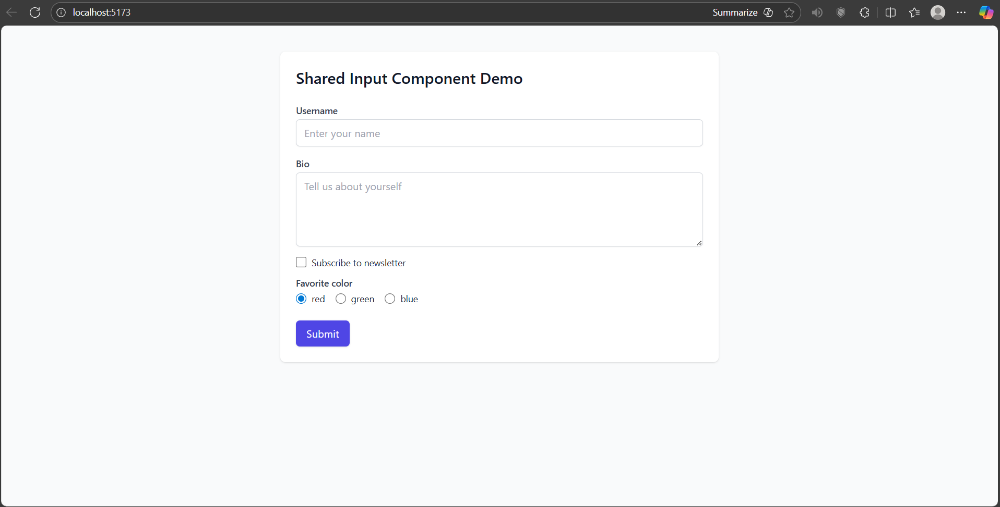 localhost:5173 Summarize
Shared Input Component Demo
Username
Enter your name
Bio
Tell us about yourself
Subscribe to newsletter
Favorite color
red green blue
Submit